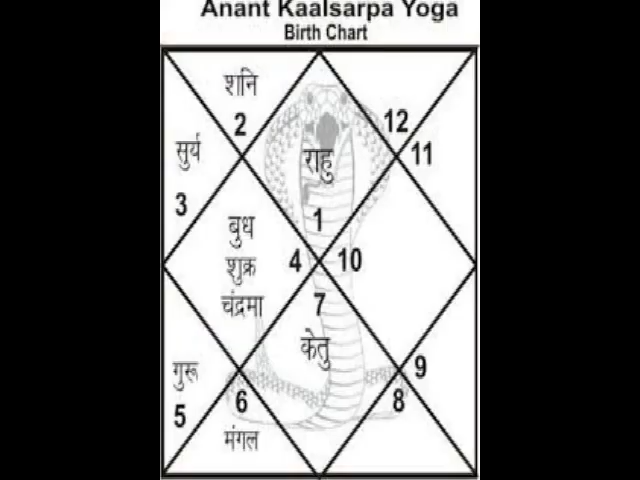 Anant Kaalsarpa Yoga
Birth Chart
शनि
2
12
सुर्य
राहु
11
3
1
बुध
शुक्र
4
10
चंद्रमा
7
केतु
गुरू
9
5
6
8
मंगल